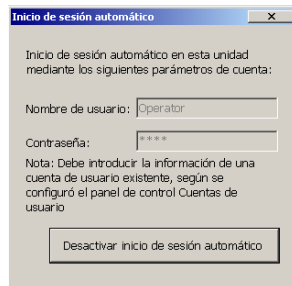 Inicio de sesión automático
Inicio de sesión automático en esta unidad
mediante los siguientes parámetros de cuenta:
Nombre de usuario: Operator
Contraseña: ****
Nota: Debe introducir la información de una
cuenta de usuario existente, según se
configuró el panel de control Cuentas de
usuario
Desactivar inicio de sesión automático